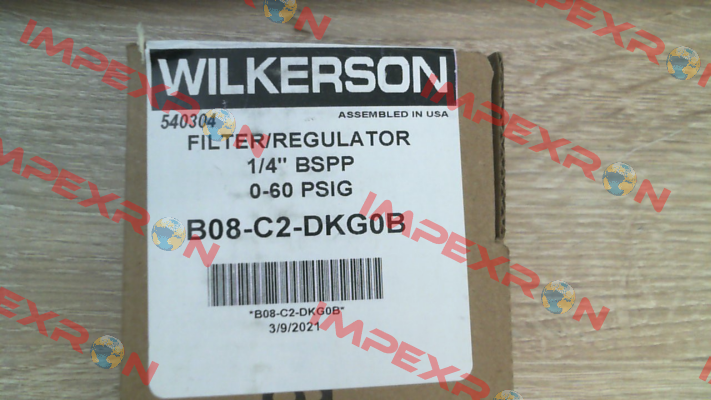 WILKERSON
540304
ASSEMBLED IN USA
FILTER/REGULATOR
1/4" BSPP
0-60 PSIG
B08-C2-DKG0B
"B08-C2-DKG0B"
3/9/2021
IMPEXRON
IMPEXRON
IMPEXRON
IMPEXRON
IMPEXRON